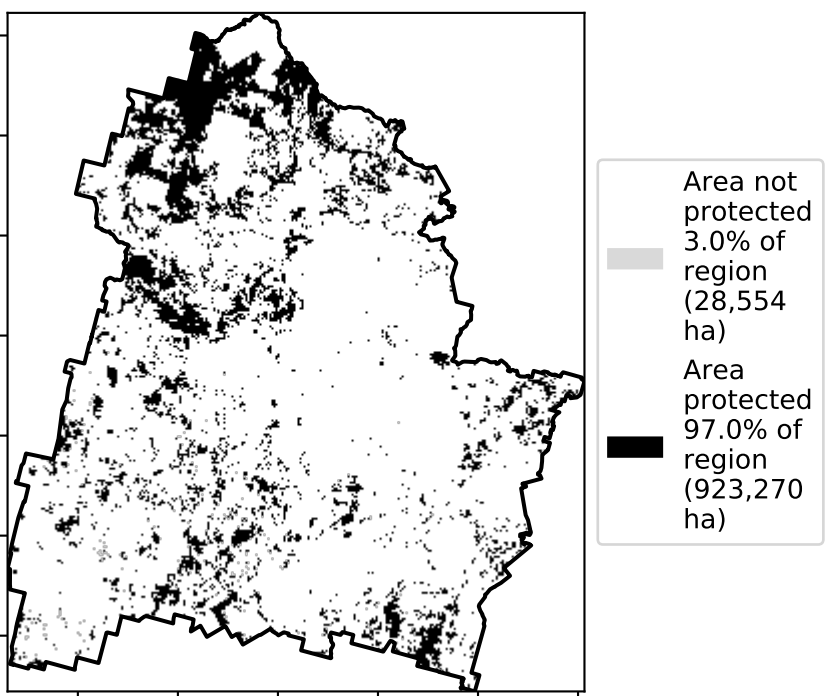 Area not
protected
3.0% of
region
(28,554
ha)
Area
protected
97.0% of
region
(923,270
ha)